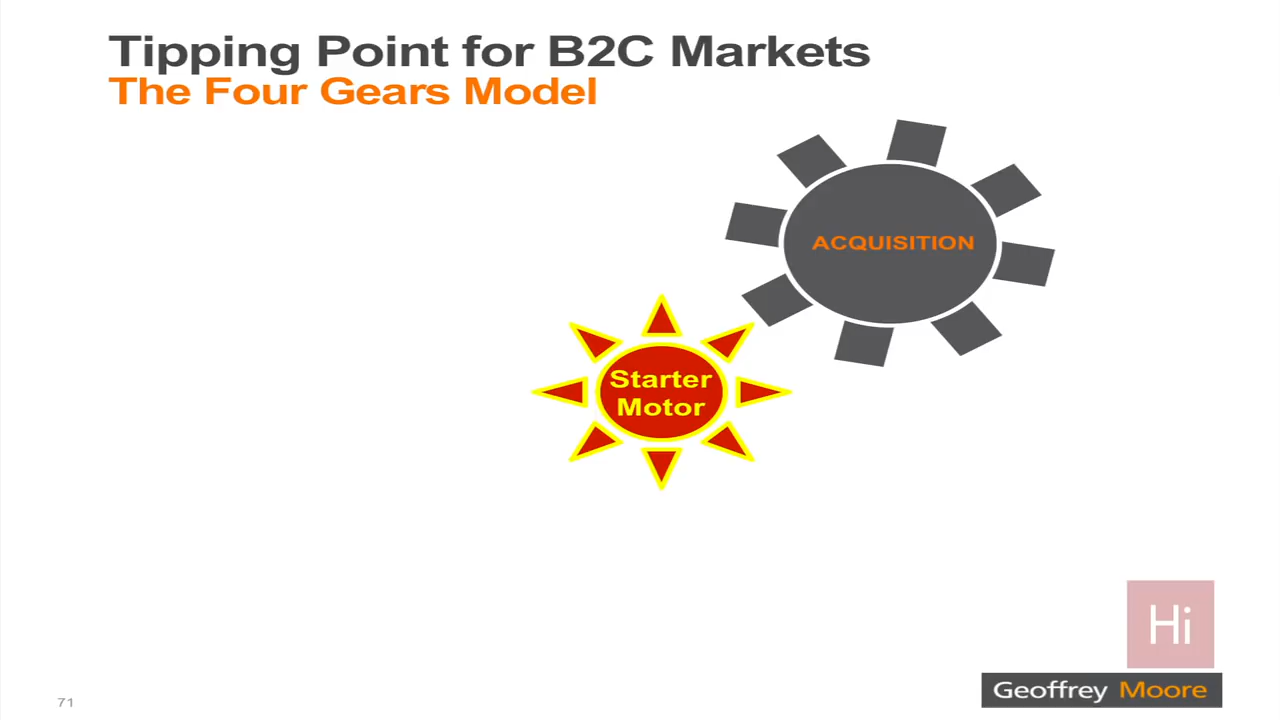 Tipping Point for B2C Markets
The Four Gears Model
ACQUISITION
Starter
Motor
Hi
Geoffrey Moore
71